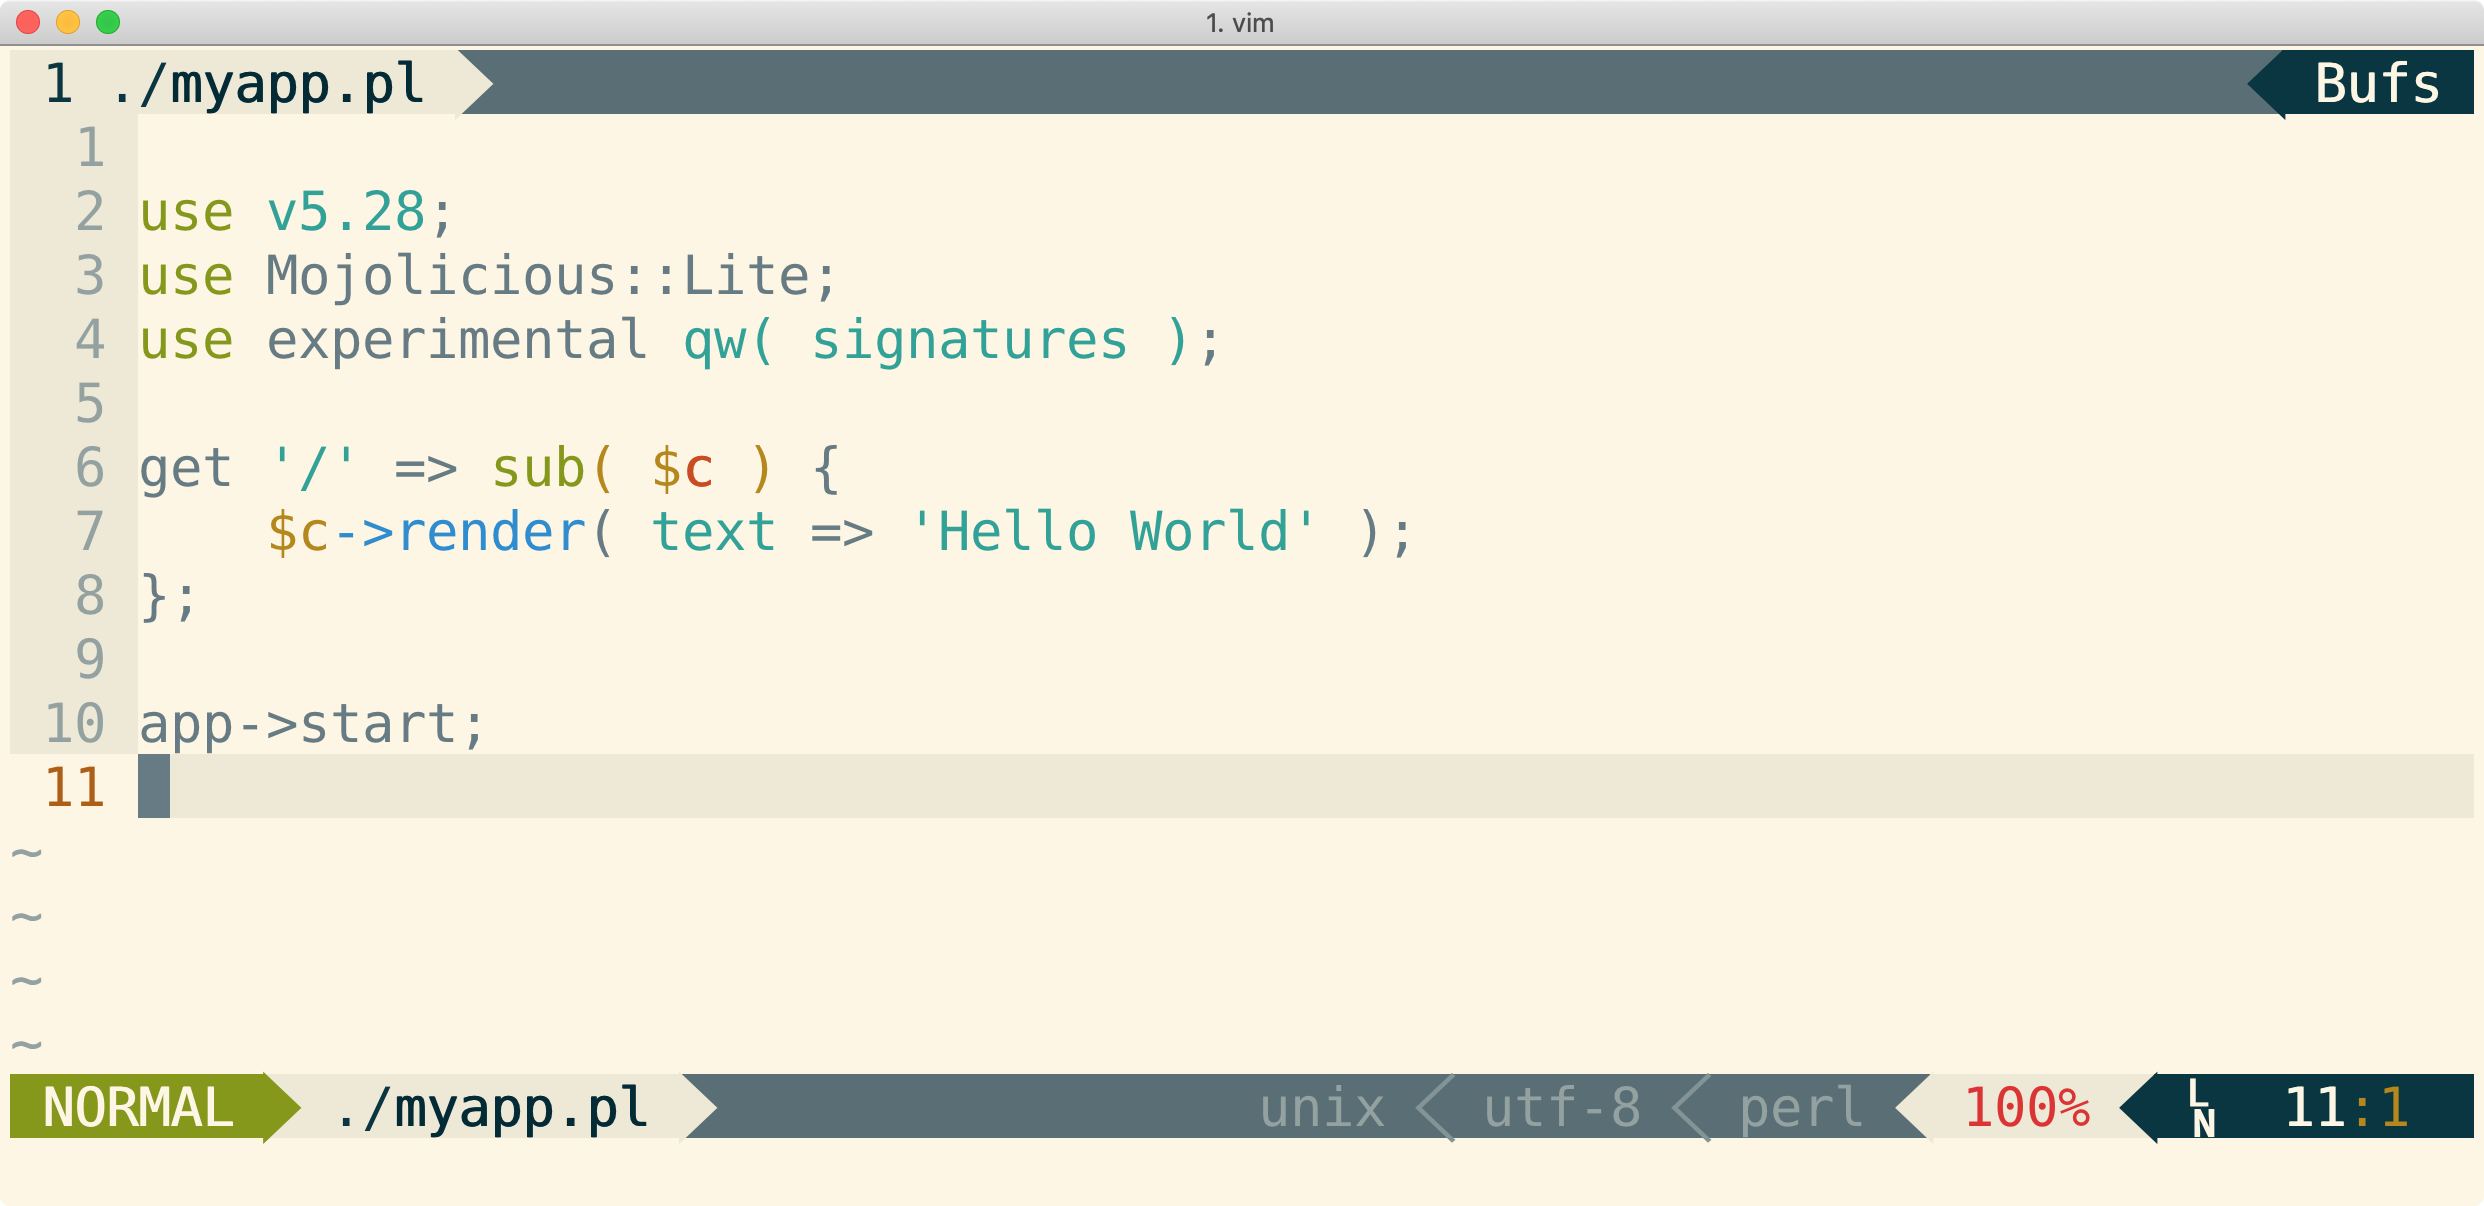 1. vim
1 ./myapp.pl Bufs
1
2 use v5.28;
3 use Mojolicious::Lite;
4 use experimental qw( signatures );
5
6 get '/' => sub( $c ) {
7     $c->render( text => 'Hello World' );
8 };
9
10 app->start;
11
~
~
~
~
NORMAL ./myapp.pl unix utf-8 perl 100% LN 11:1